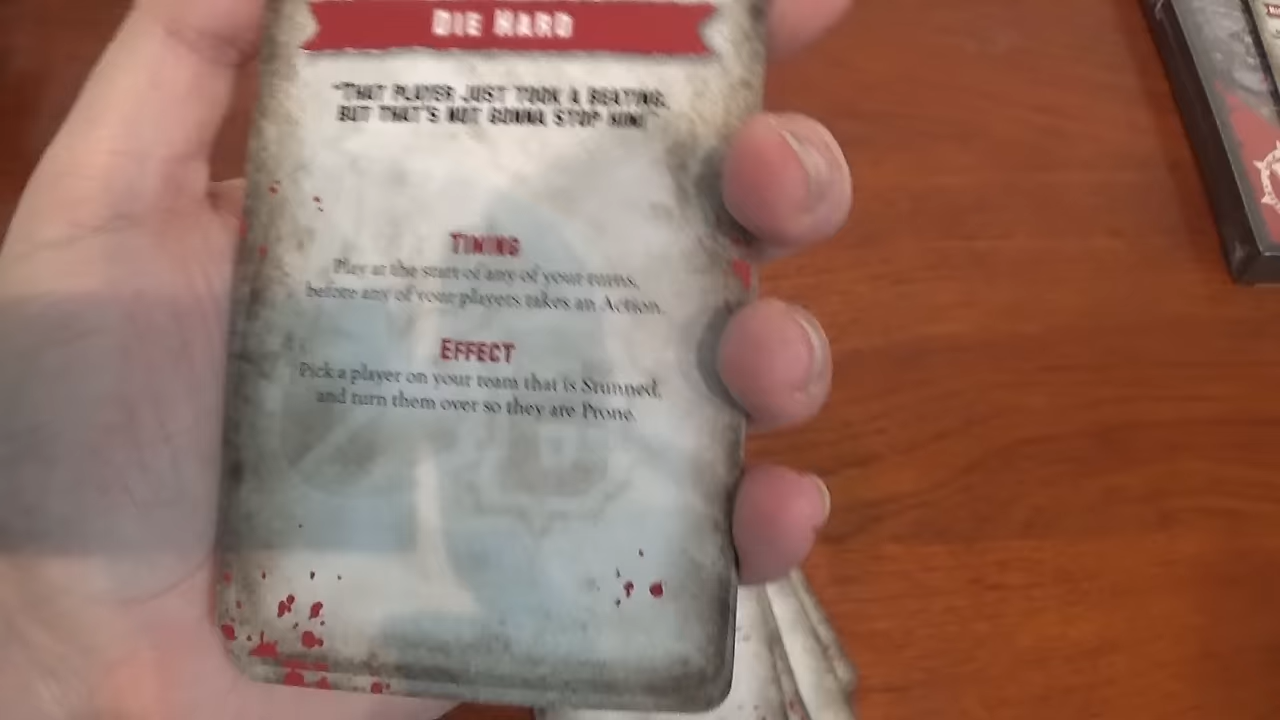 DIE HARD
"THAT PLAYER JUST TOOK A BEATING,
BUT THAT'S NOT GONNA STOP HIM!"
TIMING
Play at the start of any of your turns,
before any of your players takes an Action.
EFFECT
Pick a player on your team that is Stunned,
and turn them over so they are Prone.